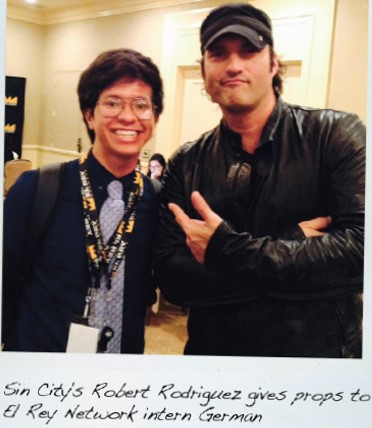 Sin City's Robert Rodriguez gives props to
El Rey Network intern German